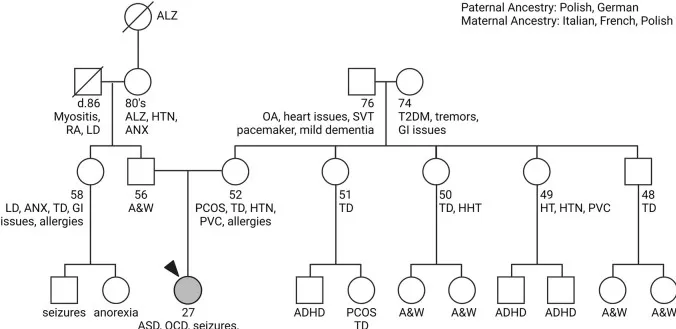 Paternal Ancestry: Polish, German
Maternal Ancestry: Italian, French, Polish
ALZ
d.86
Myositis,
RA, LD
80's
ALZ, HTN,
ANX
76
OA, heart issues, SVT
pacemaker, mild dementia
74
T2DM, tremors,
GI issues
58
LD, ANX, TD, GI
issues, allergies
56
A&W
52
PCOS, TD, HTN,
PVC, allergies
51
TD
50
TD, HHT
49
HT, HTN, PVC
48
TD
seizures
anorexia
27
ASD, OCD, seizures,
ADHD
PCOS
TD
A&W
A&W
ADHD
ADHD
A&W
A&W